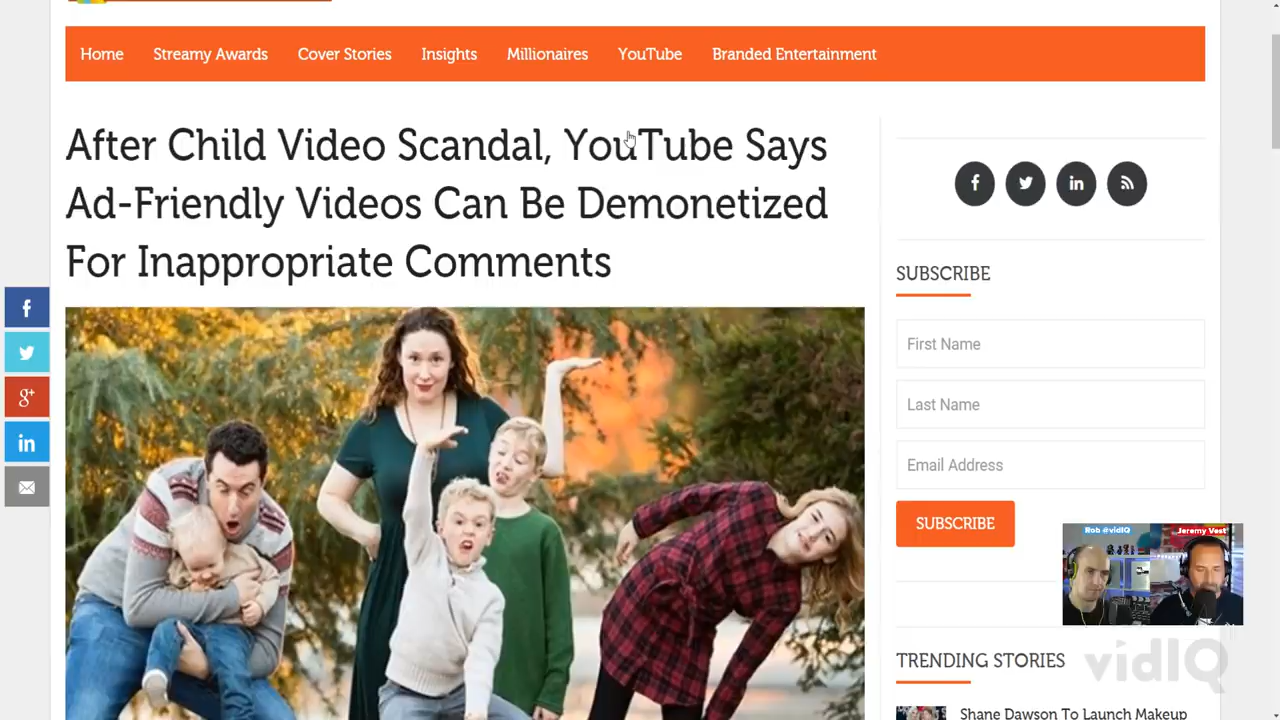 Home Streamy Awards Cover Stories Insights Millionaires YouTube Branded Entertainment
After Child Video Scandal, YouTube Says
Ad-Friendly Videos Can Be Demonetized
For Inappropriate Comments
SUBSCRIBE
First Name
Last Name
Email Address
SUBSCRIBE
Rob @vidIQ
Jeremy Vest
TRENDING STORIES
vidIQ
Shane Dawson To Launch Makeup